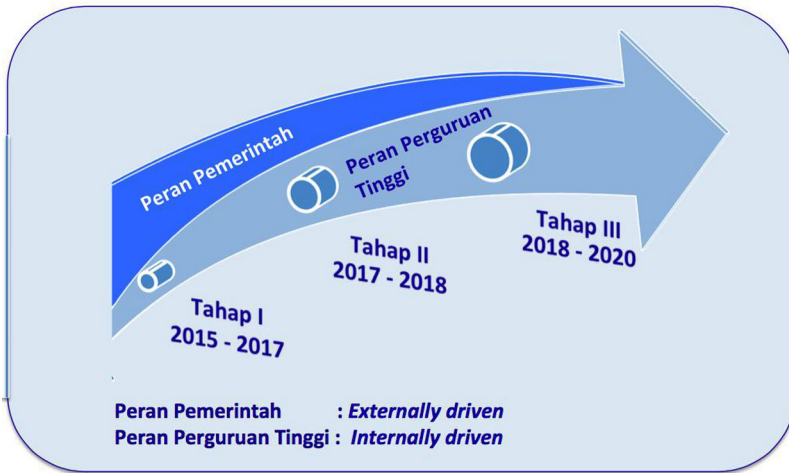 Peran Pemerintah
Peran Perguruan
Tinggi
Tahap I
2015 - 2017
Tahap II
2017 - 2018
Tahap III
2018 - 2020
Peran Pemerintah : Externally driven
Peran Perguruan Tinggi : Internally driven